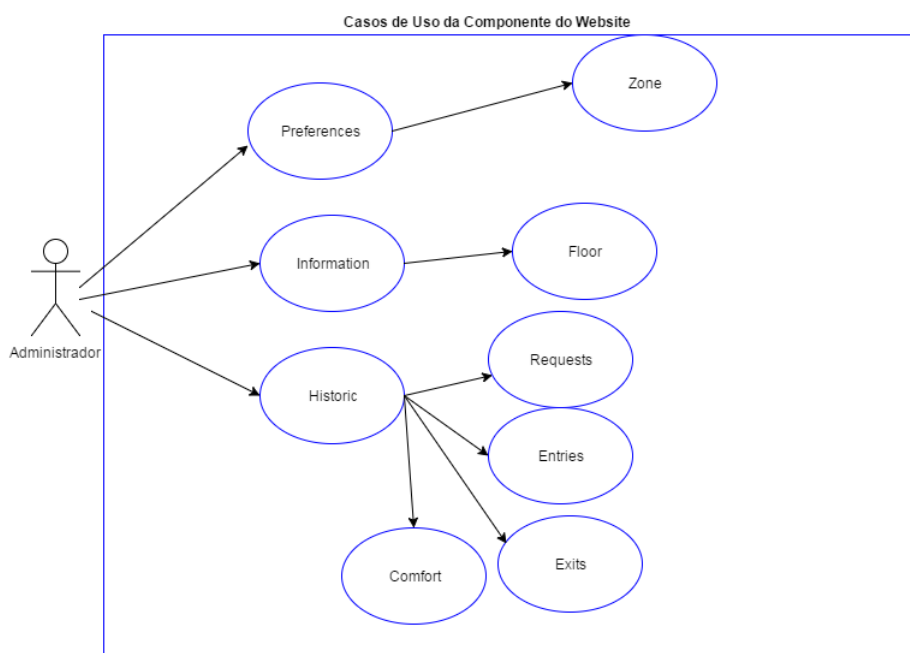 Casos de Uso da Componente do Website
Zone
Preferences
Information
Floor
Administrador
Requests
Historic
Entries
Exits
Comfort